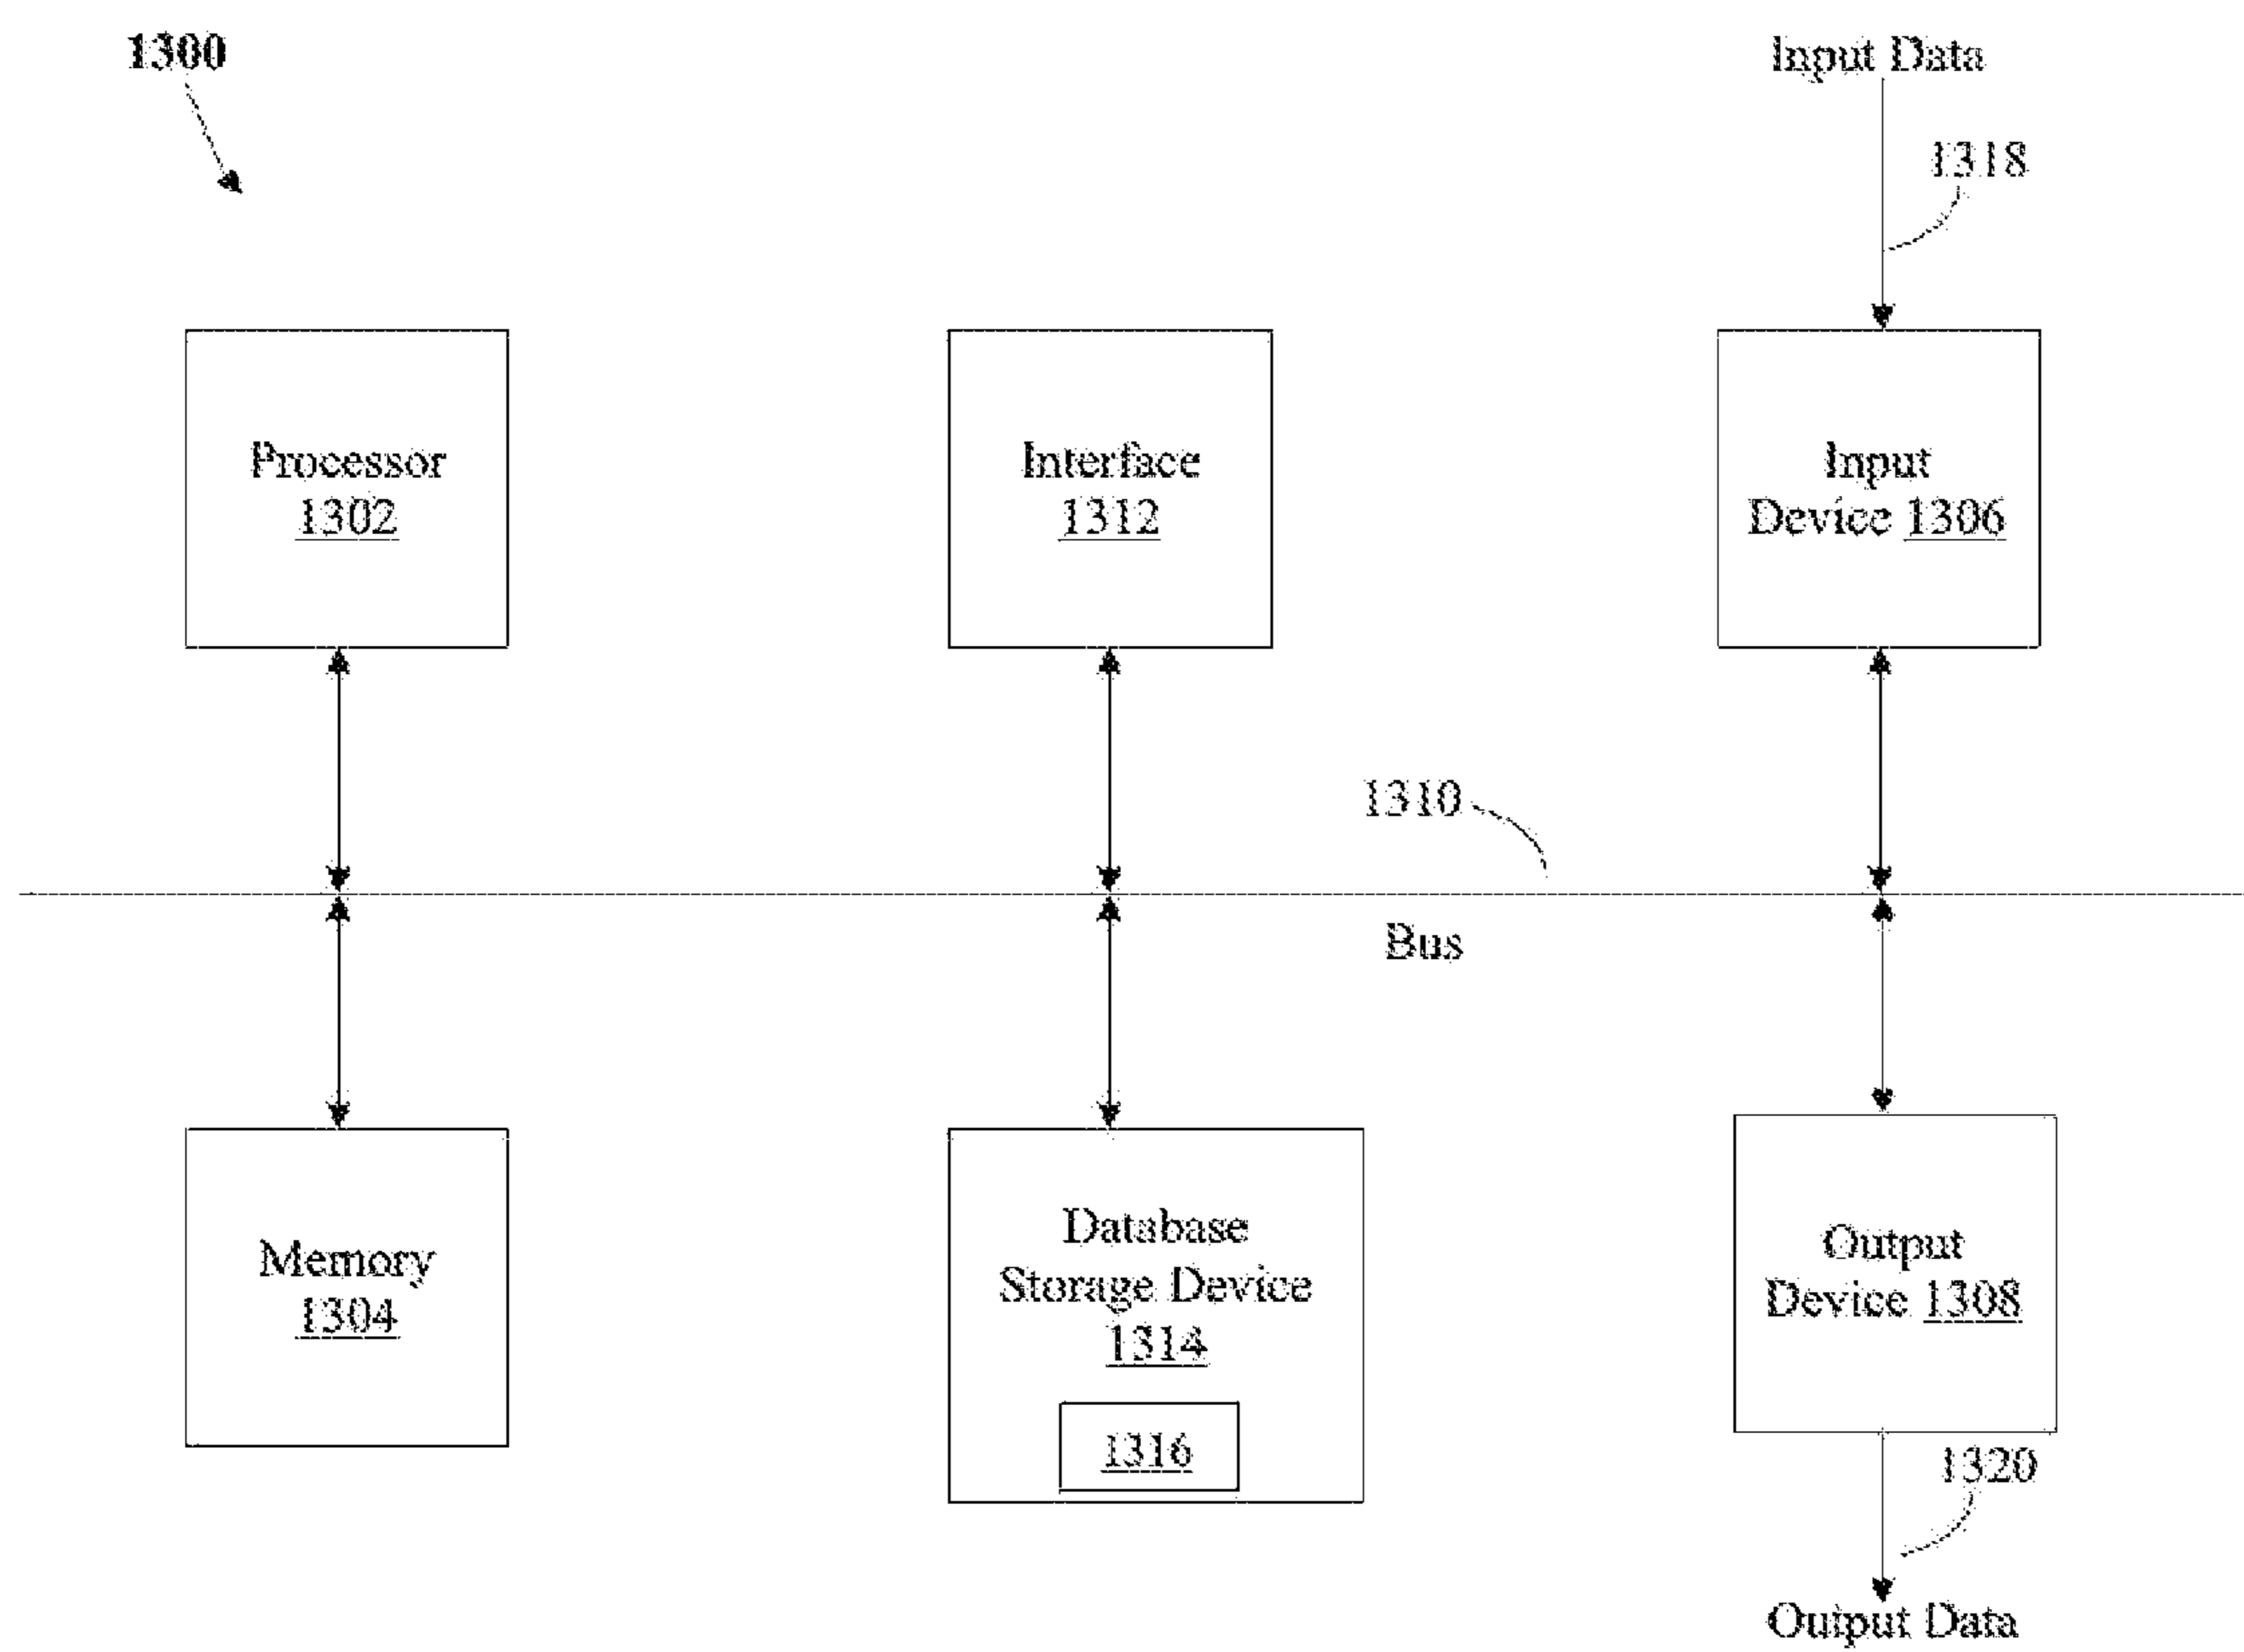 1300
Input Data
1318
Processor
1302
Interface
1312
Input
Device 1306
1310
Bus
Memory
1304
Database
Storage Device
1314
1316
Output
Device 1308
1320
Output Data